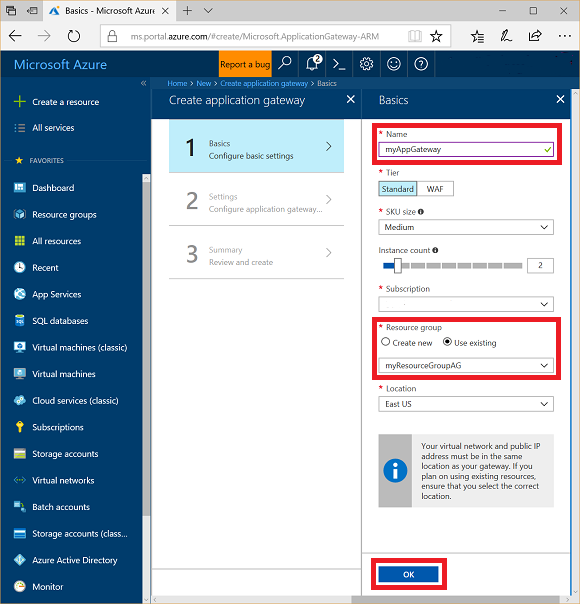 Basics - Microsoft Azure
ms.portal.azure.com/#create/Microsoft.ApplicationGateway-ARM
Microsoft Azure
Report a bug
2
Home > New > Create application gateway > Basics
Create a resource
All services
FAVORITES
Dashboard
Resource groups
All resources
Recent
App Services
SQL databases
Virtual machines (classic)
Virtual machines
Cloud services (classic)
Subscriptions
Storage accounts
Virtual networks
Batch accounts
Storage accounts (class...
Azure Active Directory
Monitor
Create application gateway
1
Basics
Configure basic settings
2
Settings
Configure application gateway...
3
Summary
Review and create
Basics
* Name
myAppGateway
* Tier
Standard WAF
* SKU size
Medium
Instance count
2
* Subscription
* Resource group
Create new Use existing
myResourceGroupAG
* Location
East US
Your virtual network and public IP
address must be in the same
location as your gateway. If you
plan on using existing resources,
ensure that you select the correct
location.
OK